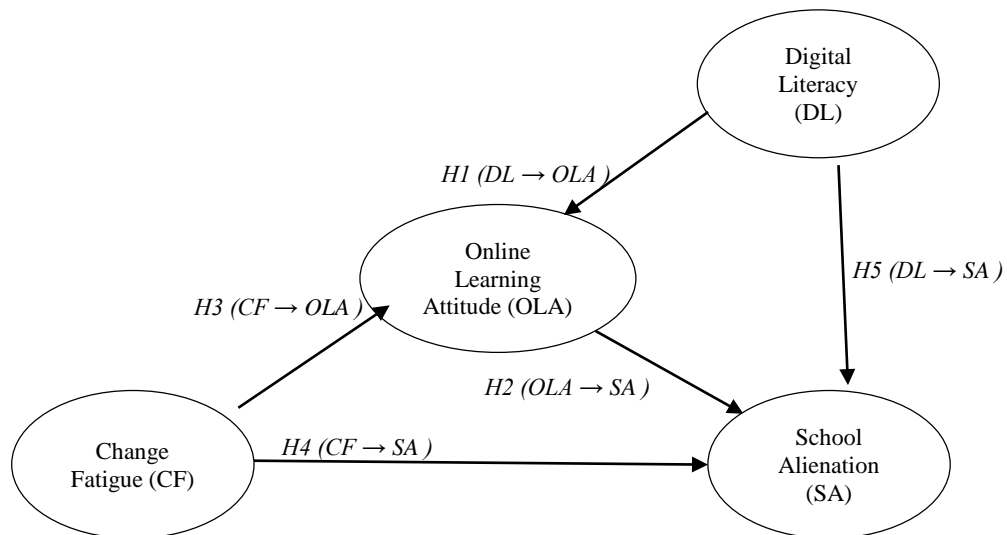 Digital
Literacy
(DL)
H1 (DL → OLA )
Online
Learning
Attitude (OLA)
H5 (DL → SA )
H3 (CF → OLA )
H2 (OLA → SA )
Change
Fatigue (CF)
H4 (CF → SA )
School
Alienation
(SA)